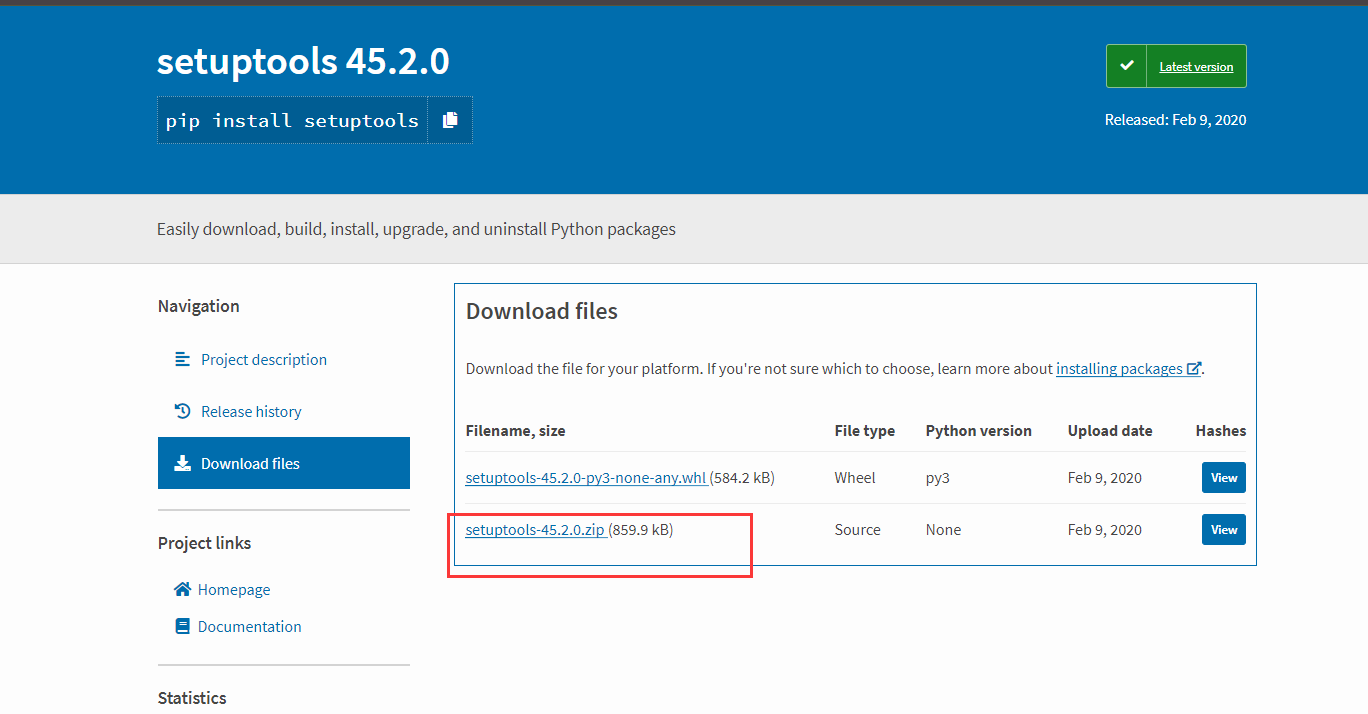 setuptools 45.2.0
pip install setuptools
Latest version
Released: Feb 9, 2020
Easily download, build, install, upgrade, and uninstall Python packages
Navigation
Project description
Release history
Download files
Project links
Homepage
Documentation
Statistics
Download files
Download the file for your platform. If you're not sure which to choose, learn more about installing packages.
Filename, size File type Python version Upload date Hashes
setuptools-45.2.0-py3-none-any.whl (584.2 kB) Wheel py3 Feb 9, 2020 View
setuptools-45.2.0.zip (859.9 kB) Source None Feb 9, 2020 View